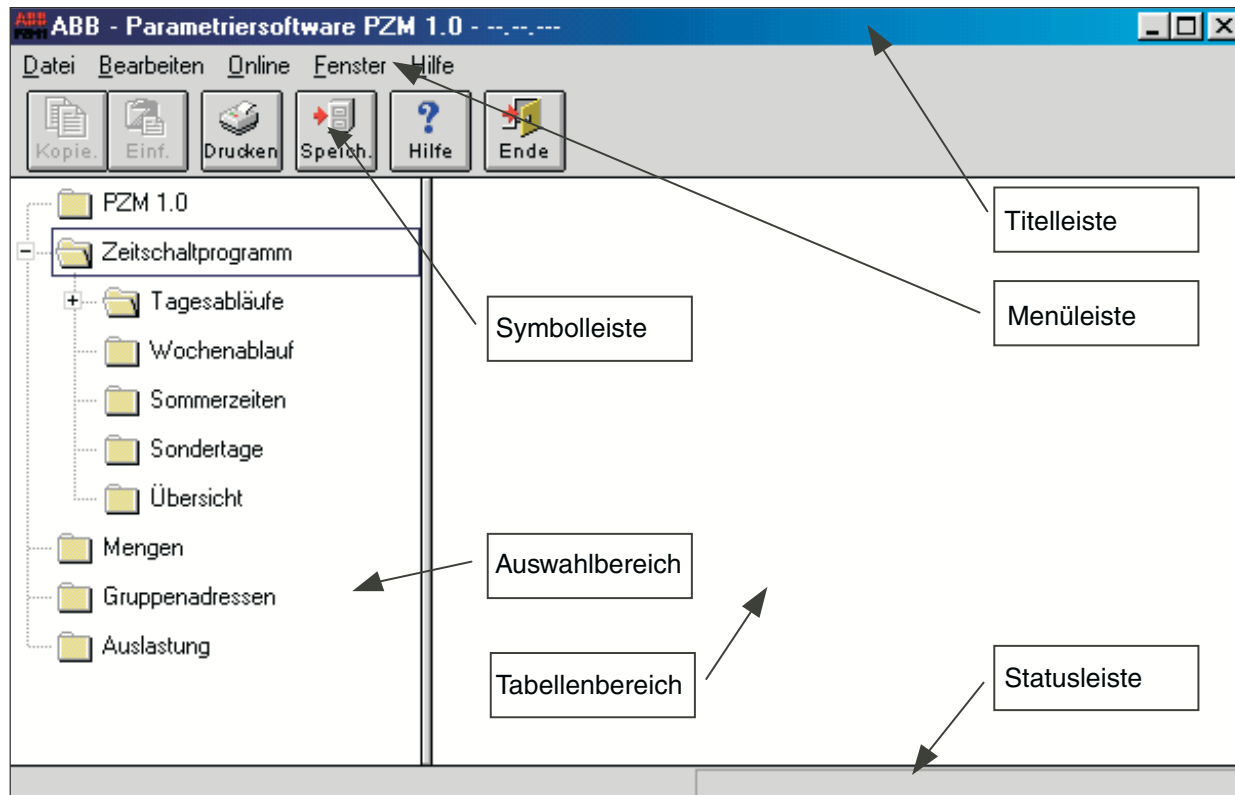 ABB
ABB - Parametriersoftware PZM 1.0 - --.--.---
Datei Bearbeiten Online Fenster Hilfe
Kopie. Einf. Drucken Speich. Hilfe Ende
PZM 1.0
Zeitschaltprogramm
Tagesabläufe
Wochenablauf
Sommerzeiten
Sondertage
Übersicht
Mengen
Gruppenadressen
Auslastung
Titelleiste
Menüleiste
Symbolleiste
Auswahlbereich
Tabellenbereich
Statusleiste